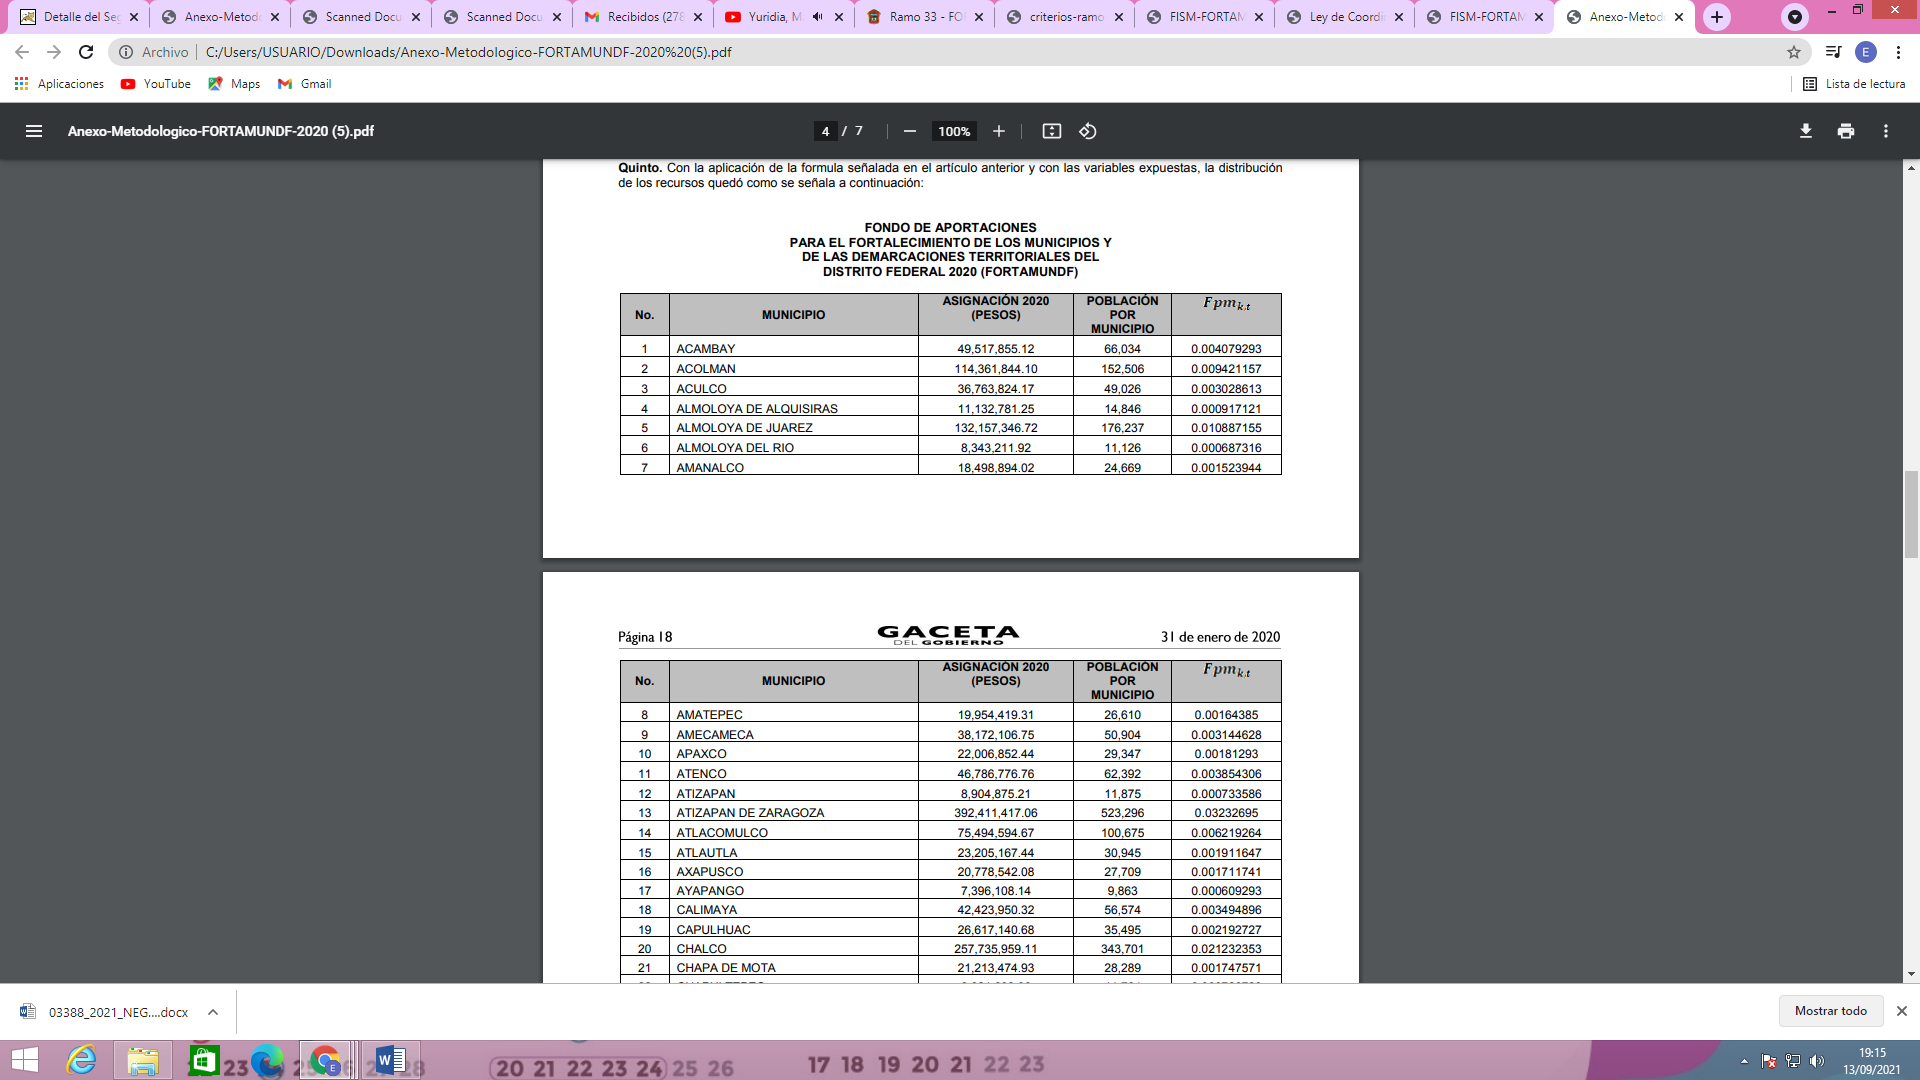 Detalle del Seg
Anexo-Metodo
Scanned Docu
Scanned Docu
Recibidos (278
Yuridia, M
Ramo 33 - FO
criterios-ramo
FISM-FORTAM
Ley de Coordi
FISM-FORTAM
Anexo-Metod
Archivo
C:/Users/USUARIO/Downloads/Anexo-Metodologico-FORTAMUNDF-2020%20(5).pdf
E
Aplicaciones
YouTube
Maps
Gmail
Lista de lectura
Anexo-Metodologico-FORTAMUNDF-2020 (5).pdf
4 / 7
100%
Quinto. Con la aplicación de la formula señalada en el artículo anterior y con las variables expuestas, la distribución
de los recursos quedó como se señala a continuación:
FONDO DE APORTACIONES
PARA EL FORTALECIMIENTO DE LOS MUNICIPIOS Y
DE LAS DEMARCACIONES TERRITORIALES DEL
DISTRITO FEDERAL 2020 (FORTAMUNDF)
No. MUNICIPIO ASIGNACIÓN 2020 (PESOS) POBLACIÓN POR MUNICIPIO Fpm k,t
1 ACAMBAY 49,517,855.12 66,034 0.004079293
2 ACOLMAN 114,361,844.10 152,506 0.009421157
3 ACULCO 36,763,824.17 49,026 0.003028613
4 ALMOLOYA DE ALQUISIRAS 11,132,781.25 14,846 0.000917121
5 ALMOLOYA DE JUAREZ 132,157,346.72 176,237 0.010887155
6 ALMOLOYA DEL RIO 8,343,211.92 11,126 0.000687316
7 AMANALCO 18,498,894.02 24,669 0.001523944
Página 18 GACETA DEL GOBIERNO 31 de enero de 2020
No. MUNICIPIO ASIGNACIÓN 2020 (PESOS) POBLACIÓN POR MUNICIPIO Fpm k,t
8 AMATEPEC 19,954,419.31 26,610 0.00164385
9 AMECAMECA 38,172,106.75 50,904 0.003144628
10 APAXCO 22,006,852.44 29,347 0.00181293
11 ATENCO 46,786,776.76 62,392 0.003854306
12 ATIZAPAN 8,904,875.21 11,875 0.000733586
13 ATIZAPAN DE ZARAGOZA 392,411,417.06 523,296 0.03232695
14 ATLACOMULCO 75,494,594.67 100,675 0.006219264
15 ATLAUTLA 23,205,167.44 30,945 0.001911647
16 AXAPUSCO 20,778,542.08 27,709 0.001711741
17 AYAPANGO 7,396,108.14 9,863 0.000609293
18 CALIMAYA 42,423,950.32 56,574 0.003494896
19 CAPULHUAC 26,617,140.68 35,495 0.002192727
20 CHALCO 257,735,959.11 343,701 0.021232353
21 CHAPA DE MOTA 21,213,474.93 28,289 0.001747571
03388_2021_NEG....docx
Mostrar todo
20 21 22 23 24 25 26
17 18 19 20 21 22 23
19:15
13/09/2021